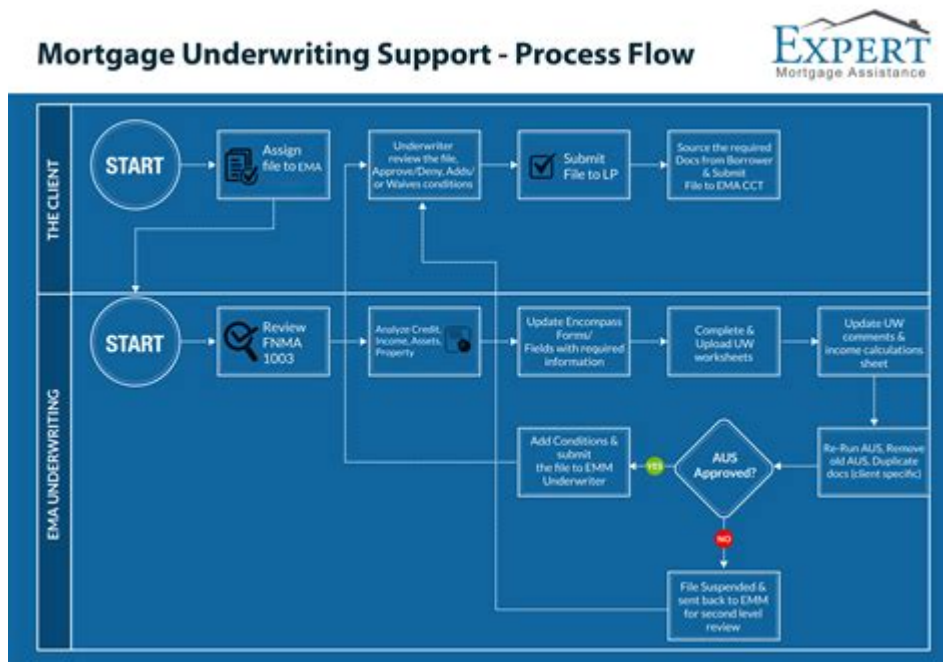 Mortgage Underwriting Support - Process Flow
EXPERT
Mortgage Assistance
THE CLIENT
START
Assign
file to EMA
Underwriter
review the file,
Approve/Deny, Adds/
or Waives conditions
Submit
File to LP
Source the required
Docs from Borrower
& Submit
File to EMA CCT
EMA UNDERWRITING
START
Review
FNMA
1003
Analyze Credit,
Income, Assets,
Property
Update Encompass
Forms/
Fields with required
information
Complete &
Upload UW
worksheets
Update UW
comments &
income calculations
sheet
Add Conditions &
submit
the file to EMM
Underwriter
YES
AUS
Approved?
Re-Run AUS, Remove
old AUS, Duplicate
docs (client specific)
NO
File Suspended &
sent back to EMM
for second level
review